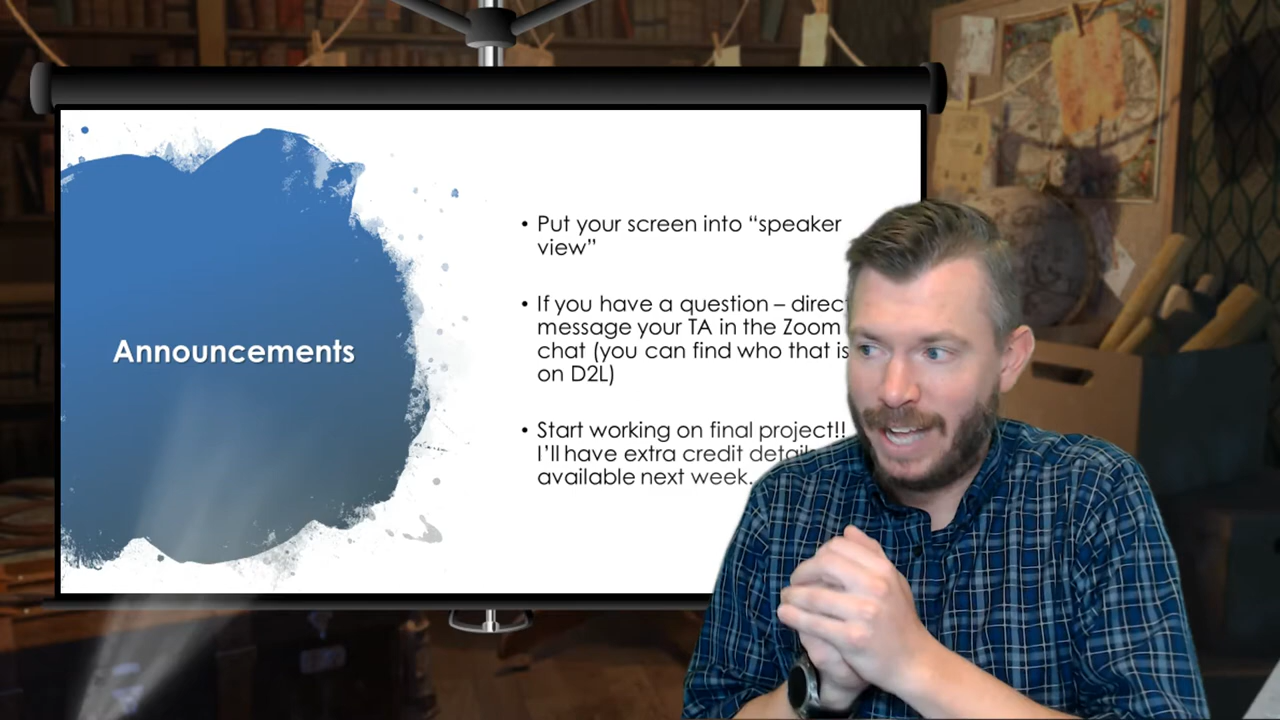 Announcements
• Put your screen into “speaker
view”
• If you have a question – direct
message your TA in the Zoom
chat (you can find who that is
on D2L)
• Start working on final project!!
I’ll have extra credit details
available next week.